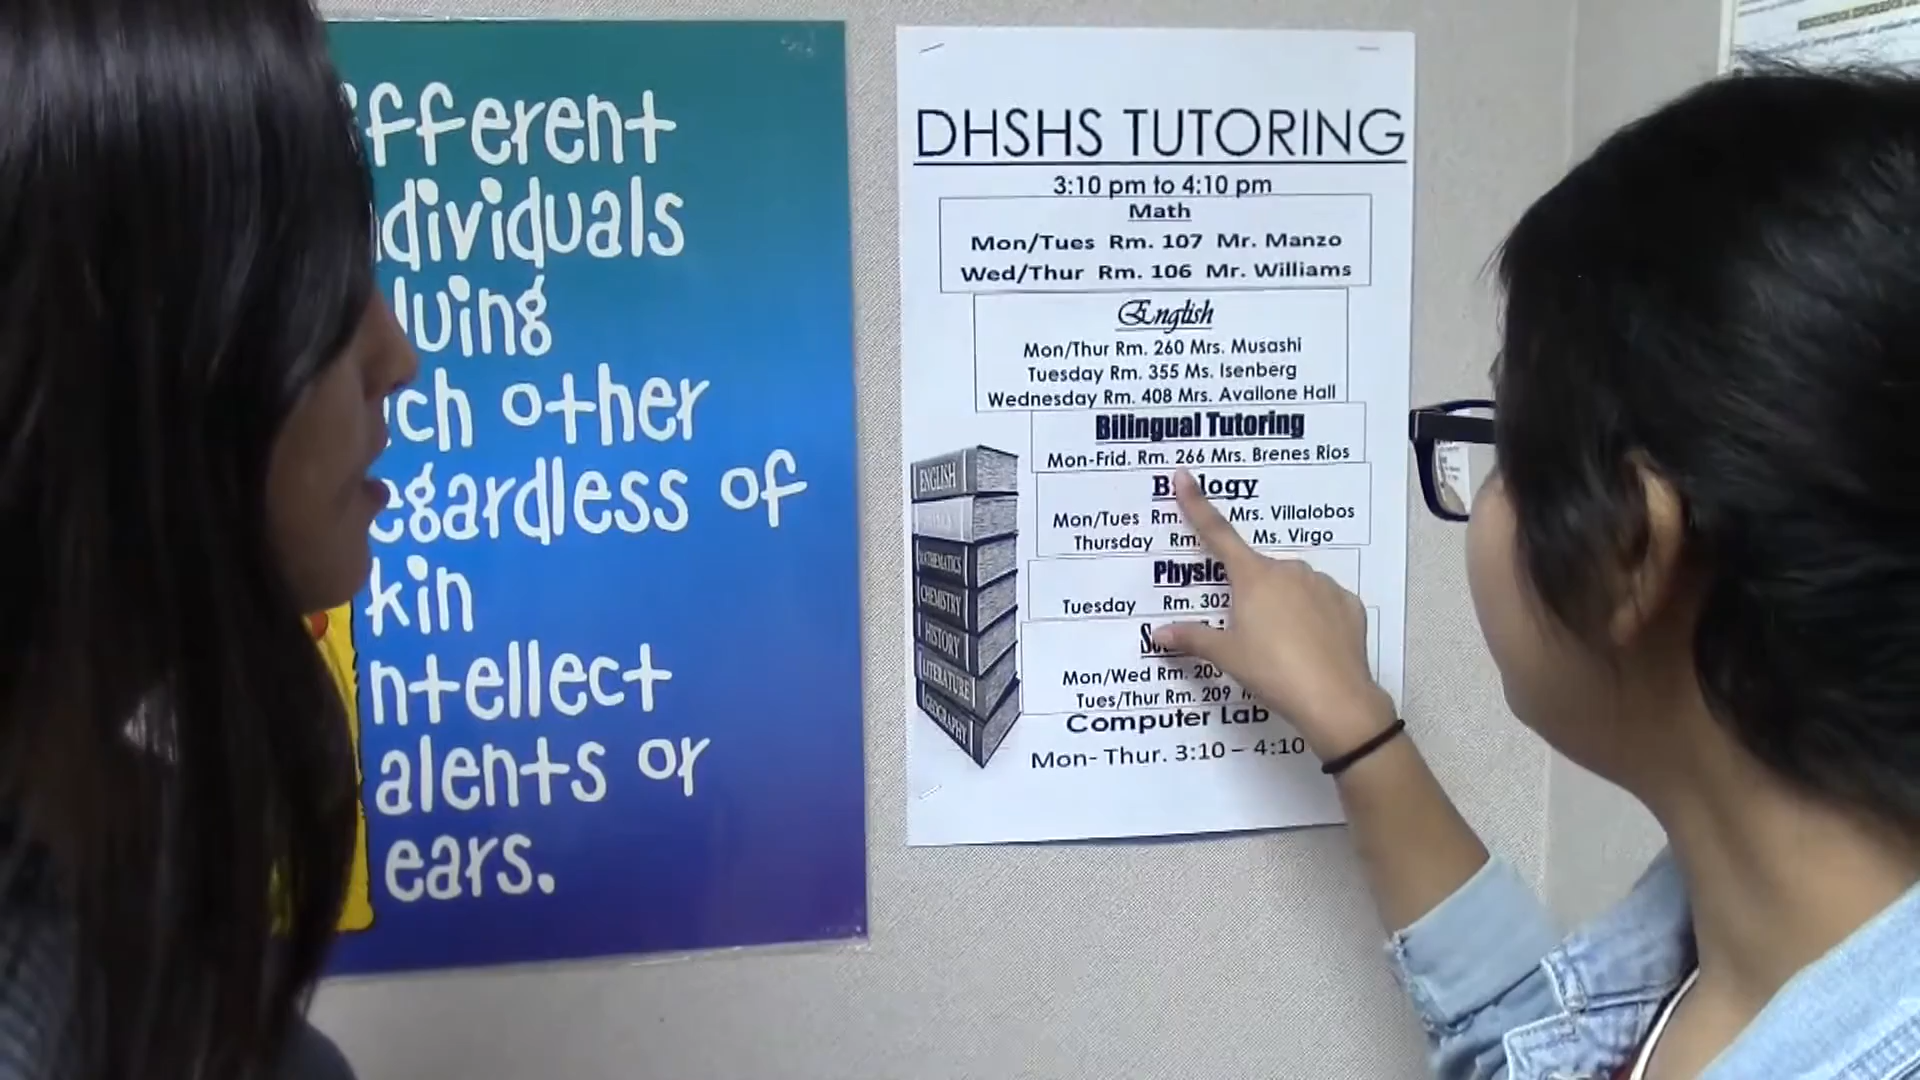 fferent
dividuals
luing
ch other
egardless of
kin
ntellect
alents or
ears.
DHSHS TUTORING
3:10 pm to 4:10 pm
Math
Mon/Tues Rm. 107 Mr. Manzo
Wed/Thur Rm. 106 Mr. Williams
English
Mon/Thur Rm. 260 Mrs. Musashi
Tuesday Rm. 355 Ms. Isenberg
Wednesday Rm. 408 Mrs. Avallone Hall
Bilingual Tutoring
Mon-Frid. Rm. 266 Mrs. Brenes Rios
Mon/Tues Rm. Mrs. Villalobos
Thursday Rm. Ms. Virgo
Physic
Tuesday Rm. 302
Mon/Wed Rm. 203
Tues/Thur Rm. 209
Computer Lab
Mon- Thur. 3:10 – 4:10
ENGLISH
MATHEMATICS
CHEMISTRY
HISTORY
LITERATURE
GEOGRAPHY